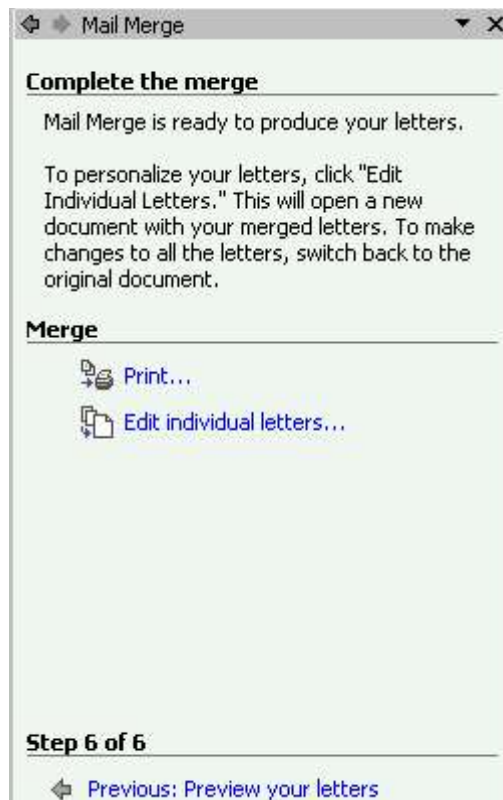 Mail Merge
Complete the merge
Mail Merge is ready to produce your letters.
To personalize your letters, click "Edit
Individual Letters." This will open a new
document with your merged letters. To make
changes to all the letters, switch back to the
original document.
Merge
Print...
Edit individual letters...
Step 6 of 6
Previous: Preview your letters